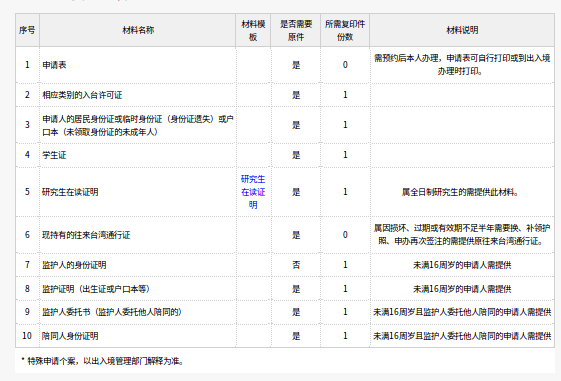 序号 材料名称 材料模板 是否需要原件 所需复印件份数 材料说明
1 申请表 是 0 需预约后本人办理，申请表可自行打印或到出入境办理时打印。
2 相应类别的入台许可证 是 1
3 申请人的居民身份证或临时身份证（身份证遗失）或户口本（未领取身份证的未成年人） 是 1
4 学生证 是 1
5 研究生在读证明 研究生在读证明 是 1 属全日制研究生的需提供此材料。
6 现持有的往来台湾通行证 是 0 属因损坏、过期或有效期不足半年需要换、补领护照、申办再次签注的需提供原往来台湾通行证。
7 监护人的身份证明 否 1 未满16周岁的申请人需提供
8 监护证明（出生证或户口本等） 是 1 未满16周岁的申请人需提供
9 监护人委托书（监护人委托他人陪同的） 是 1 未满16周岁且监护人委托他人陪同的申请人需提供
10 陪同人身份证明 是 1 未满16周岁且监护人委托他人陪同的申请人需提供
* 特殊申请个案，以出入境管理部门解释为准。